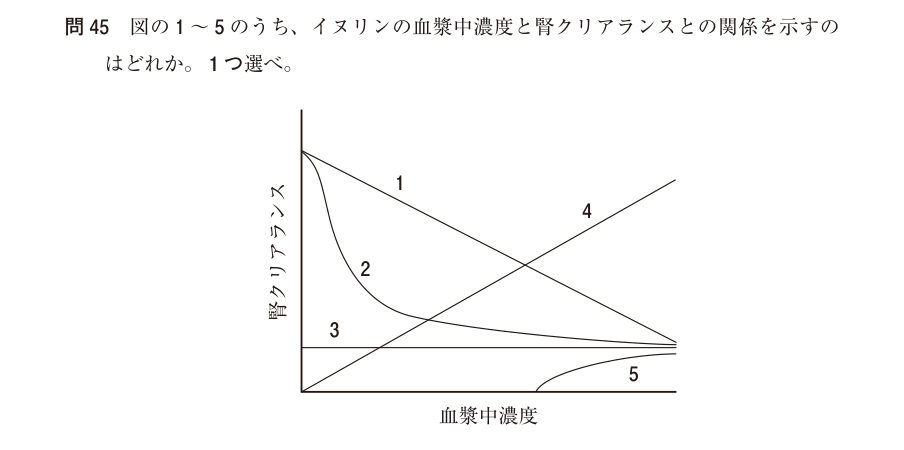 問 45 図の 1 ～ 5 のうち、イヌリンの血漿中濃度と腎クリアランスとの関係を示すの
はどれか。 1 つ選べ。
1
4
腎クリアランス
2
3
5
血漿中濃度